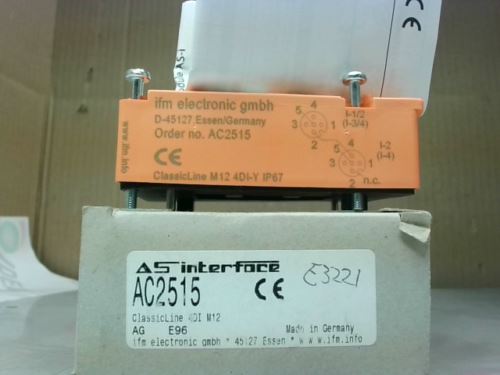 ifm electronic gmbh
D-45127 Essen/Germany
Order no. AC2515
CE
ClassicLine M12 4DI-Y IP67
www.ifm.info
4
5
3
1
2
I-1/2
(I-3/4)
4
5
3
1
2
I-2
(I-4)
n.c.
AS-i
AS interface
AC2515
CE
E3221
ClassicLine 4DI M12
AG E96
Made in Germany
ifm electronic gmbh * 45127 Essen * www.ifm.info